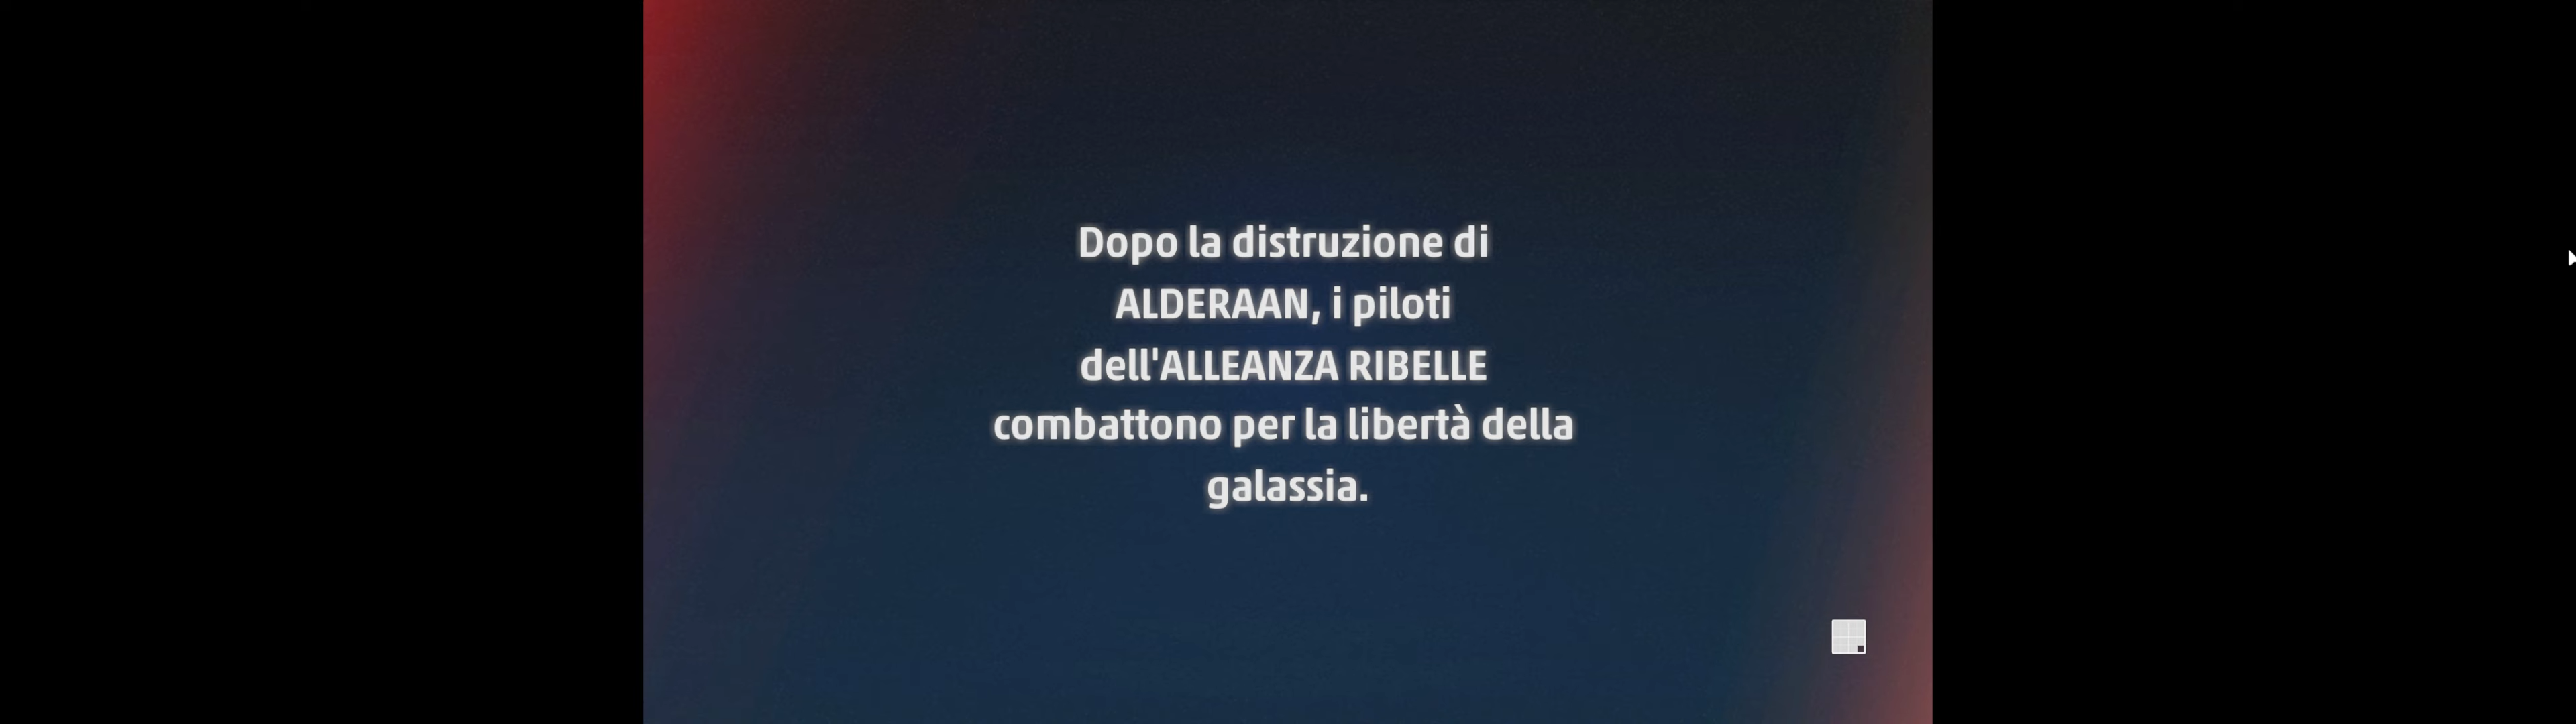 Dopo la distruzione di
ALDERAAN, i piloti
dell'ALLEANZA RIBELLE
combattono per la libertà della
galassia.